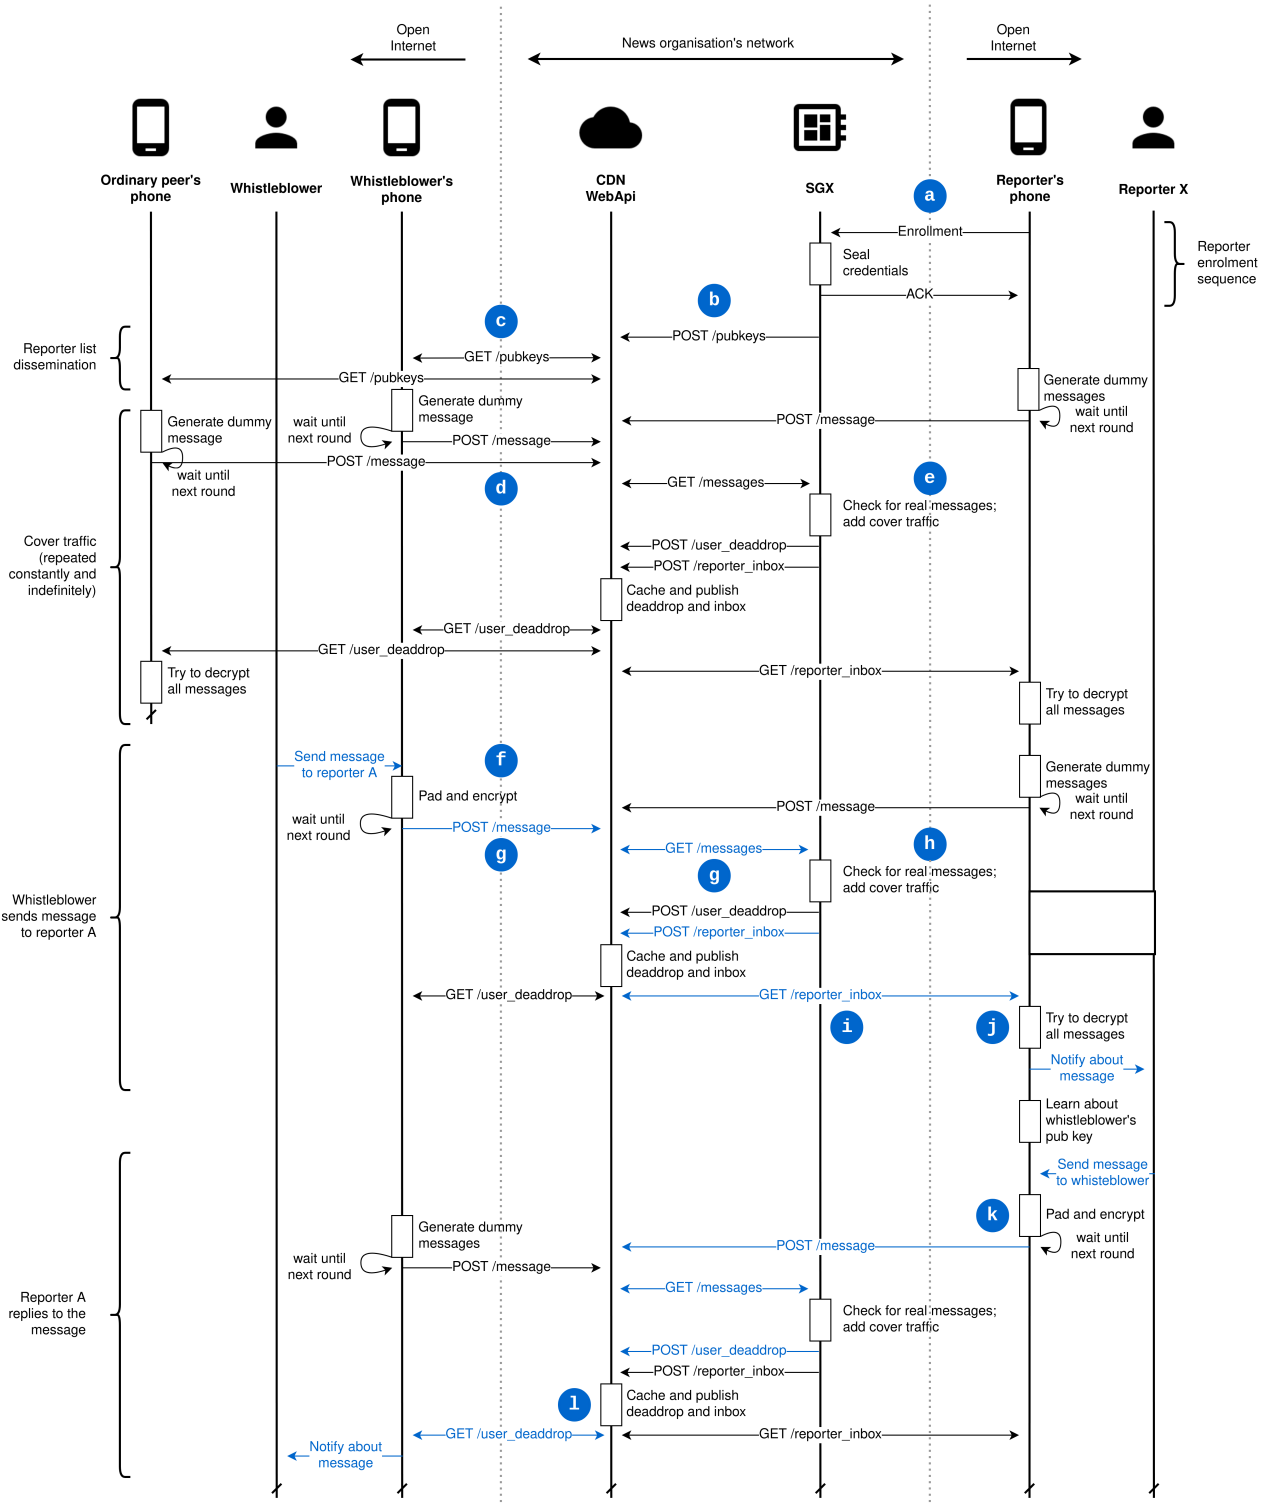 Open
Internet
News organisation's network
Open
Internet
Ordinary peer's
phone
Whistleblower
Whistleblower's
phone
CDN
WebApi
SGX
Reporter's
phone
Reporter X
a
Enrollment
Seal
credentials
ACK
Reporter
enrolment
sequence
b
POST /pubkeys
c
GET /pubkeys
GET /pubkeys
Reporter list
dissemination
Generate dummy
message
wait until
next round
POST /message
Generate dummy
messages
wait until
next round
POST /message
Generate dummy
message
wait until
next round
POST /message
d
GET /messages
e
Check for real messages;
add cover traffic
POST /user_deaddrop
POST /reporter_inbox
Cover traffic
(repeated
constantly and
indefinitely)
Cache and publish
deaddrop and inbox
GET /user_deaddrop
GET /user_deaddrop
GET /reporter_inbox
Try to decrypt
all messages
Try to decrypt
all messages
Send message
to reporter A
f
Pad and encrypt
wait until
next round
POST /message
Generate dummy
messages
wait until
next round
POST /message
g
GET /messages
h
g
Check for real messages;
add cover traffic
POST /user_deaddrop
POST /reporter_inbox
Whistleblower
sends message
to reporter A
Cache and publish
deaddrop and inbox
GET /user_deaddrop
GET /reporter_inbox
i
j
Try to decrypt
all messages
Notify about
message
Learn about
whistleblower's
pub key
Send message
to whisteblower
k
Pad and encrypt
wait until
next round
POST /message
Generate dummy
messages
wait until
next round
POST /message
GET /messages
Check for real messages;
add cover traffic
Reporter A
replies to the
message
POST /user_deaddrop
POST /reporter_inbox
l
Cache and publish
deaddrop and inbox
GET /user_deaddrop
GET /reporter_inbox
Notify about
message